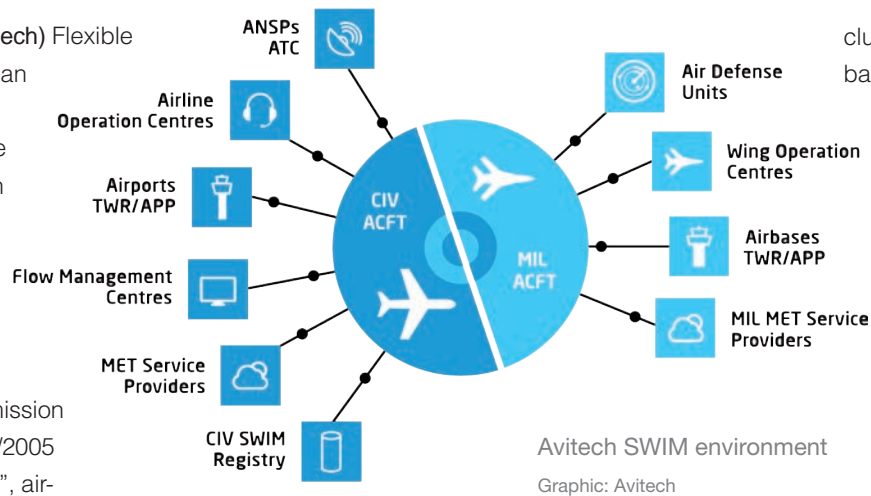 ech) Flexible
an
e
n
ission
/2005
”, air-
ANSPs
ATC
Airline
Operation Centres
Airports
TWR/APP
Flow Management
Centres
MET Service
Providers
CIV SWIM
Registry
CIV
ACFT
MIL
ACFT
Air Defense
Units
Wing Operation
Centres
Airbases
TWR/APP
MIL MET Service
Providers
clu
ba
Avitech SWIM environment
Graphic: Avitech